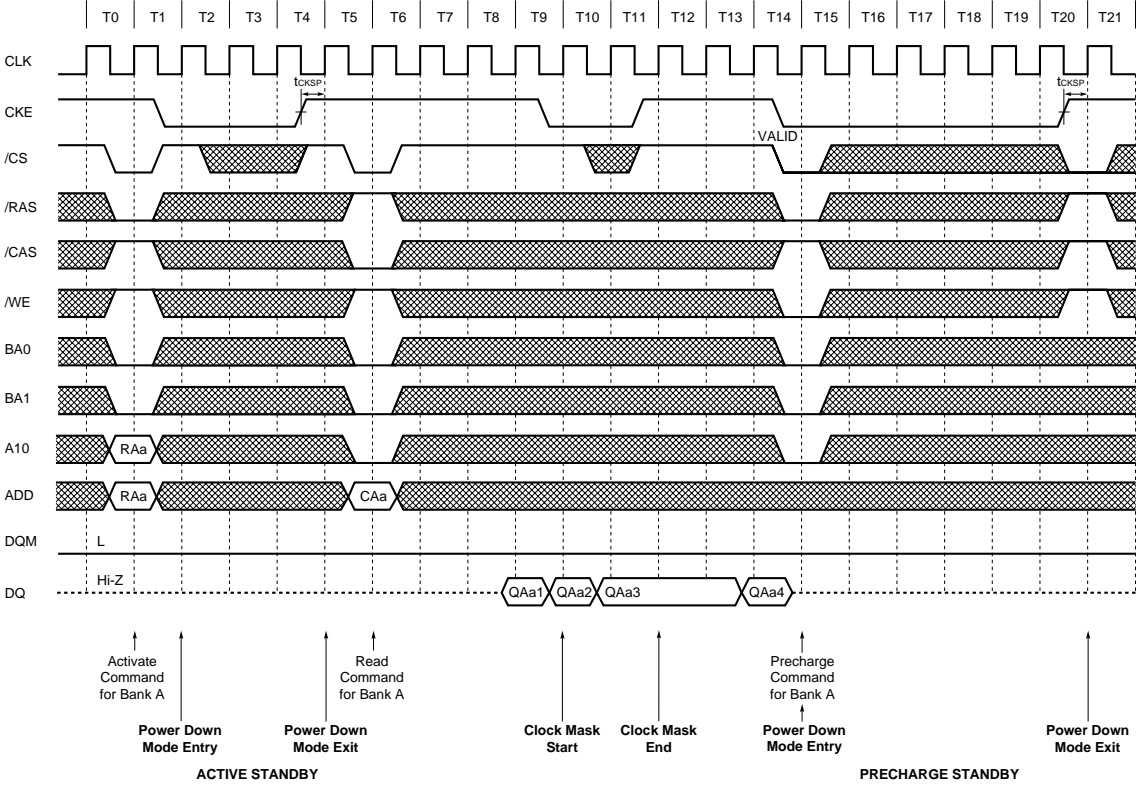 T0 T1 T2 T3 T4 T5 T6 T7 T8 T9 T10 T11 T12 T13 T14 T15 T16 T17 T18 T19 T20 T21
CLK
tCKSP tCKSP
CKE
VALID
/CS
/RAS
/CAS
/WE
BA0
BA1
A10 RAa
ADD RAa CAa
DQM L
Hi-Z
DQ QAa1 QAa2 QAa3 QAa4
Activate
Command
for Bank A
Read
Command
for Bank A
Precharge
Command
for Bank A
Power Down
Mode Entry
Power Down
Mode Exit
Clock Mask
Start
Clock Mask
End
Power Down
Mode Entry
Power Down
Mode Exit
ACTIVE STANDBY
PRECHARGE STANDBY